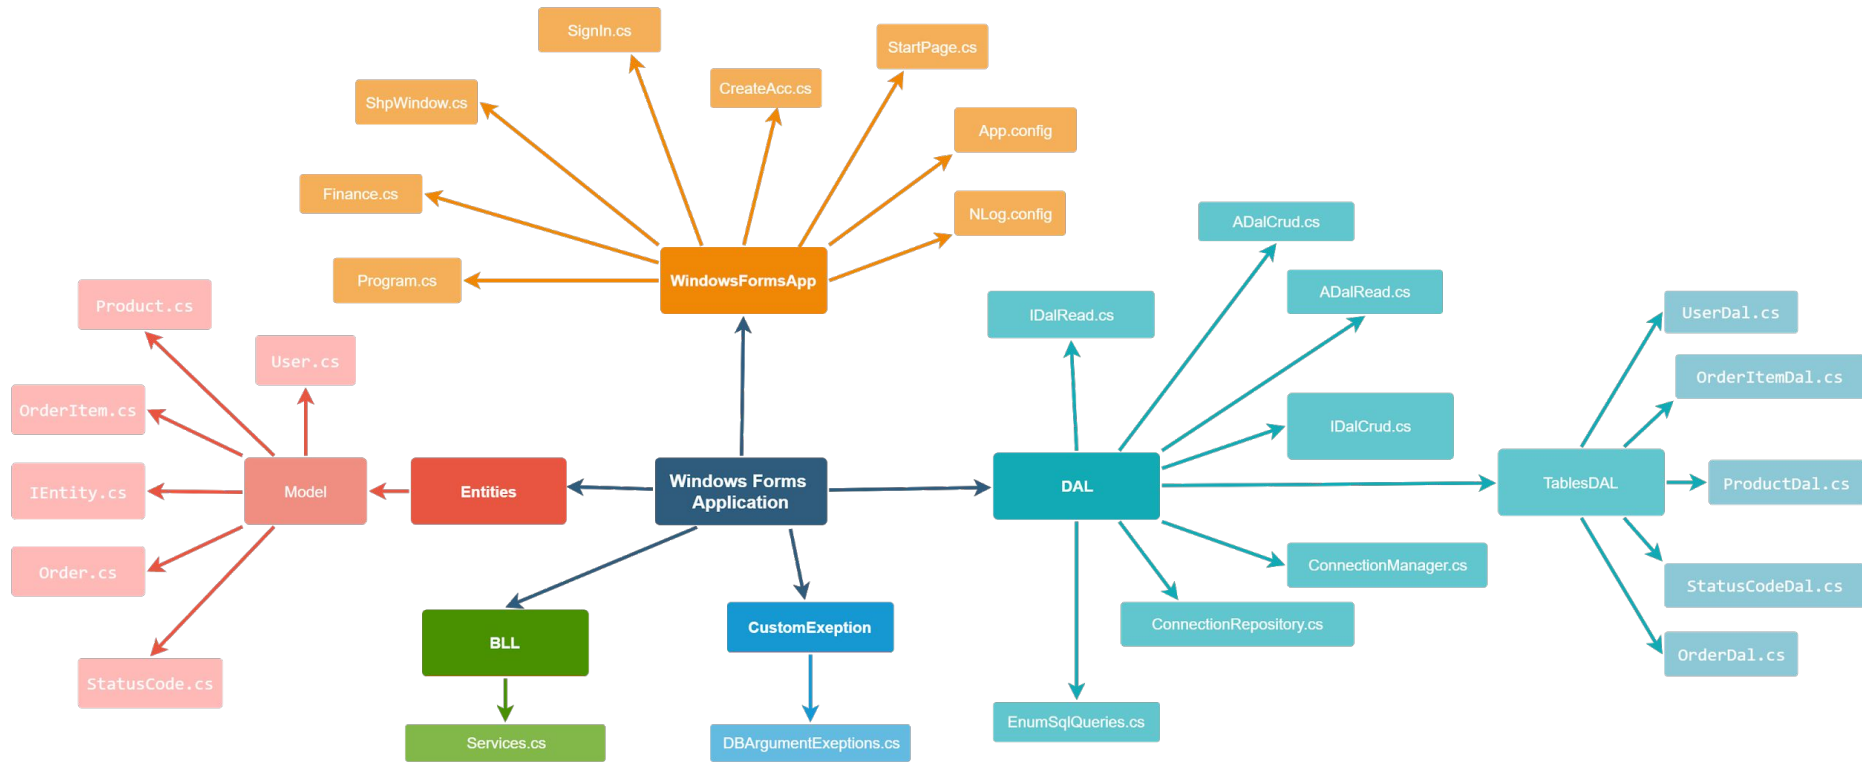 SignIn.cs
StartPage.cs
CreateAcc.cs
ShpWindow.cs
App.config
Finance.cs
NLog.config
ADalCrud.cs
WindowsFormsApp
Program.cs
ADalRead.cs
Product.cs
IDalRead.cs
UserDal.cs
User.cs
OrderItemDal.cs
OrderItem.cs
IDalCrud.cs
IEntity.cs
Model
Entities
Windows Forms
Application
DAL
TablesDAL
ProductDal.cs
Order.cs
ConnectionManager.cs
StatusCodeDal.cs
BLL
CustomExeption
ConnectionRepository.cs
OrderDal.cs
StatusCode.cs
EnumSqlQueries.cs
Services.cs
DBArgumentExeptions.cs